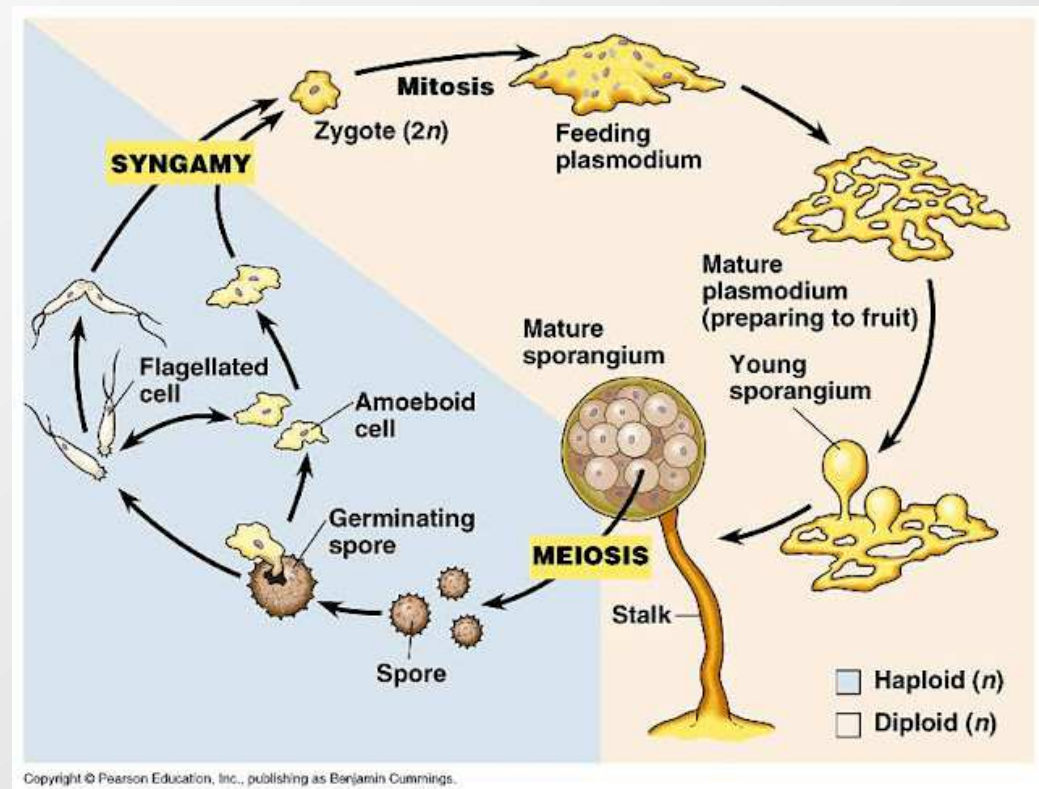 Mitosis
Zygote (2n)
Feeding
plasmodium
SYNGAMY
Mature
plasmodium
(preparing to fruit)
Mature
sporangium
Young
sporangium
Flagellated
cell
Amoeboid
cell
Germinating
spore
MEIOSIS
Stalk
Spore
Haploid (n)
Diploid (n)
Copyright © Pearson Education, Inc., publishing as Benjamin Cummings.